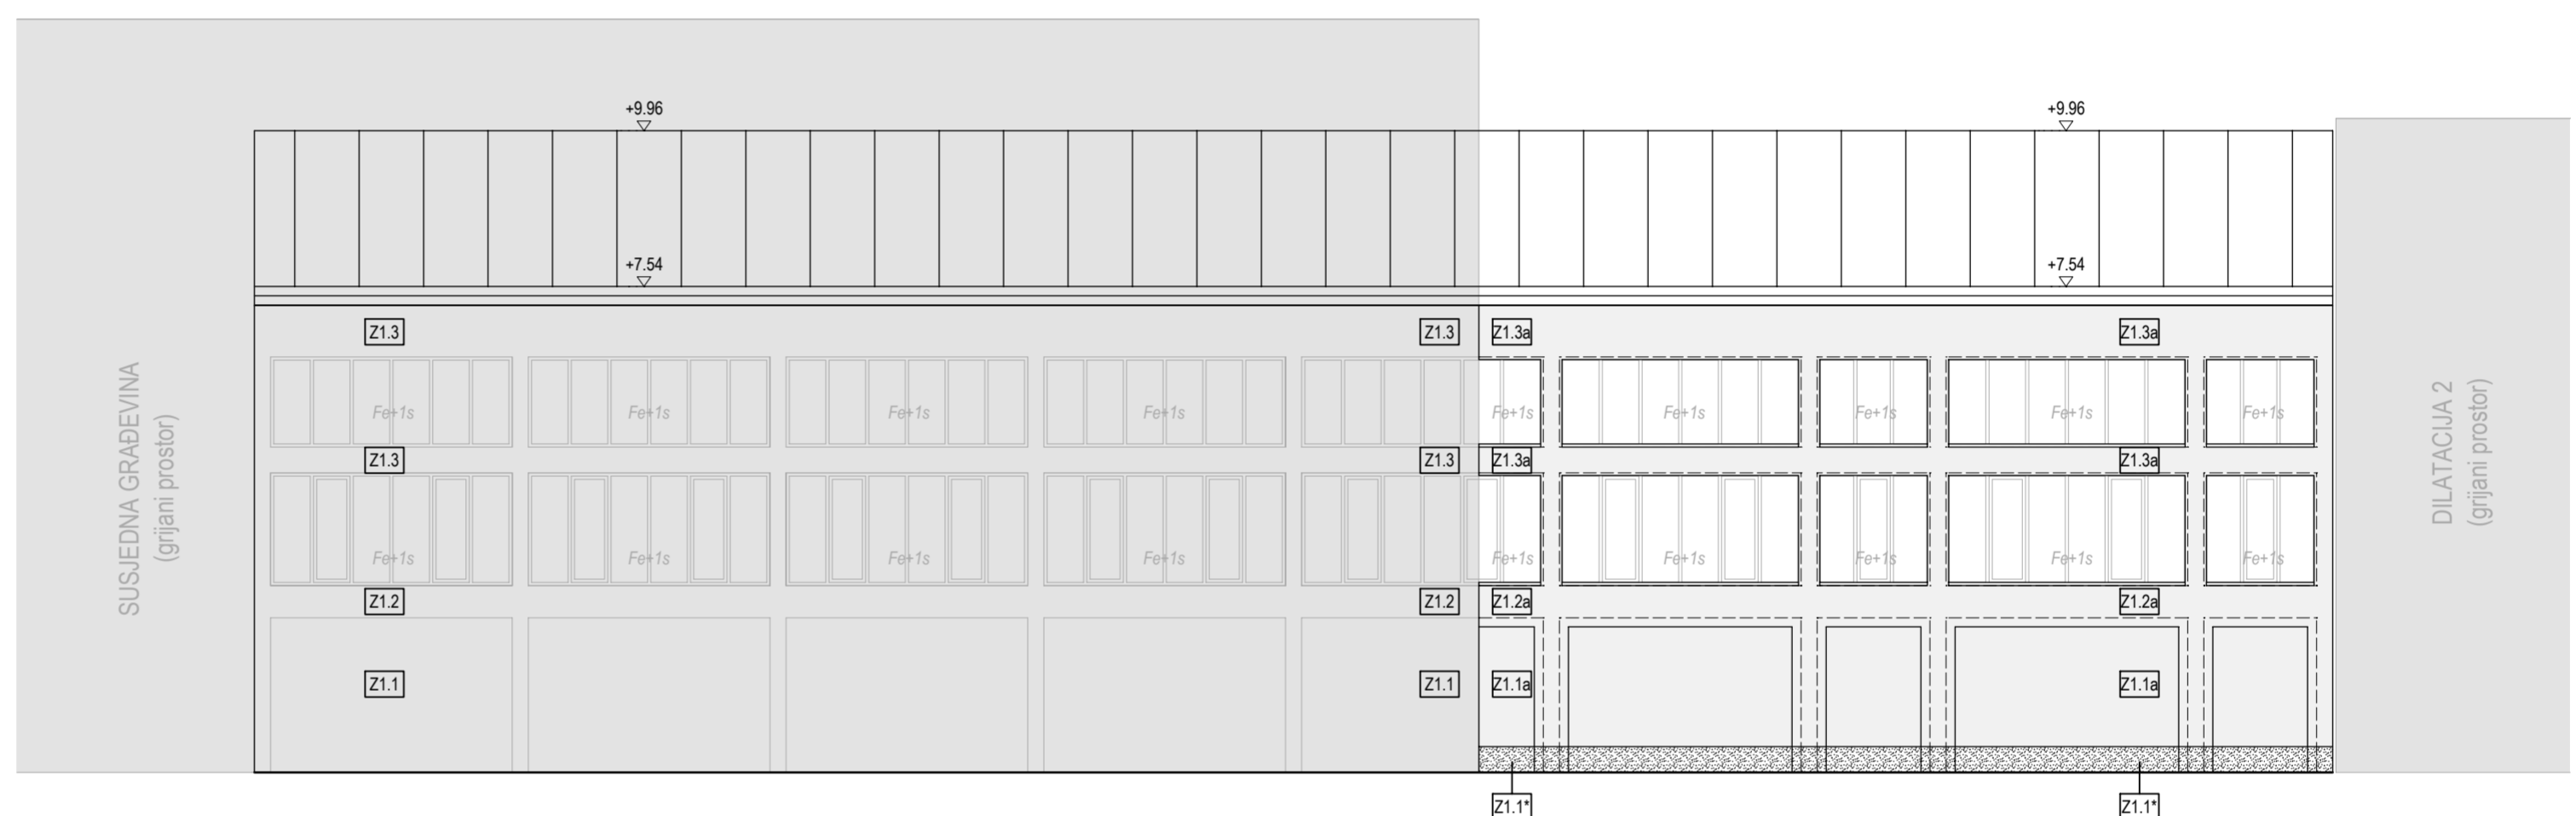 +9.96
+9.96
+7.54
+7.54
Z1.3
Z1.3
Z1.3a
Z1.3a
Fe+1s
Fe+1s
Fe+1s
Fe+1s
Fe+1s
Fe+1s
Fe+1s
Fe+1s
Fe+1s
Z1.3
Z1.3
Z1.3a
Z1.3a
SUSJEDNA GRAĐEVINA
(grijani prostor)
DILATACIJA 2
(grijani prostor)
Fe+1s
Fe+1s
Fe+1s
Fe+1s
Fe+1s
Fe+1s
Fe+1s
Fe+1s
Fe+1s
Z1.2
Z1.2
Z1.2a
Z1.2a
Z1.1
Z1.1
Z1.1a
Z1.1a
Z1.1*
Z1.1*